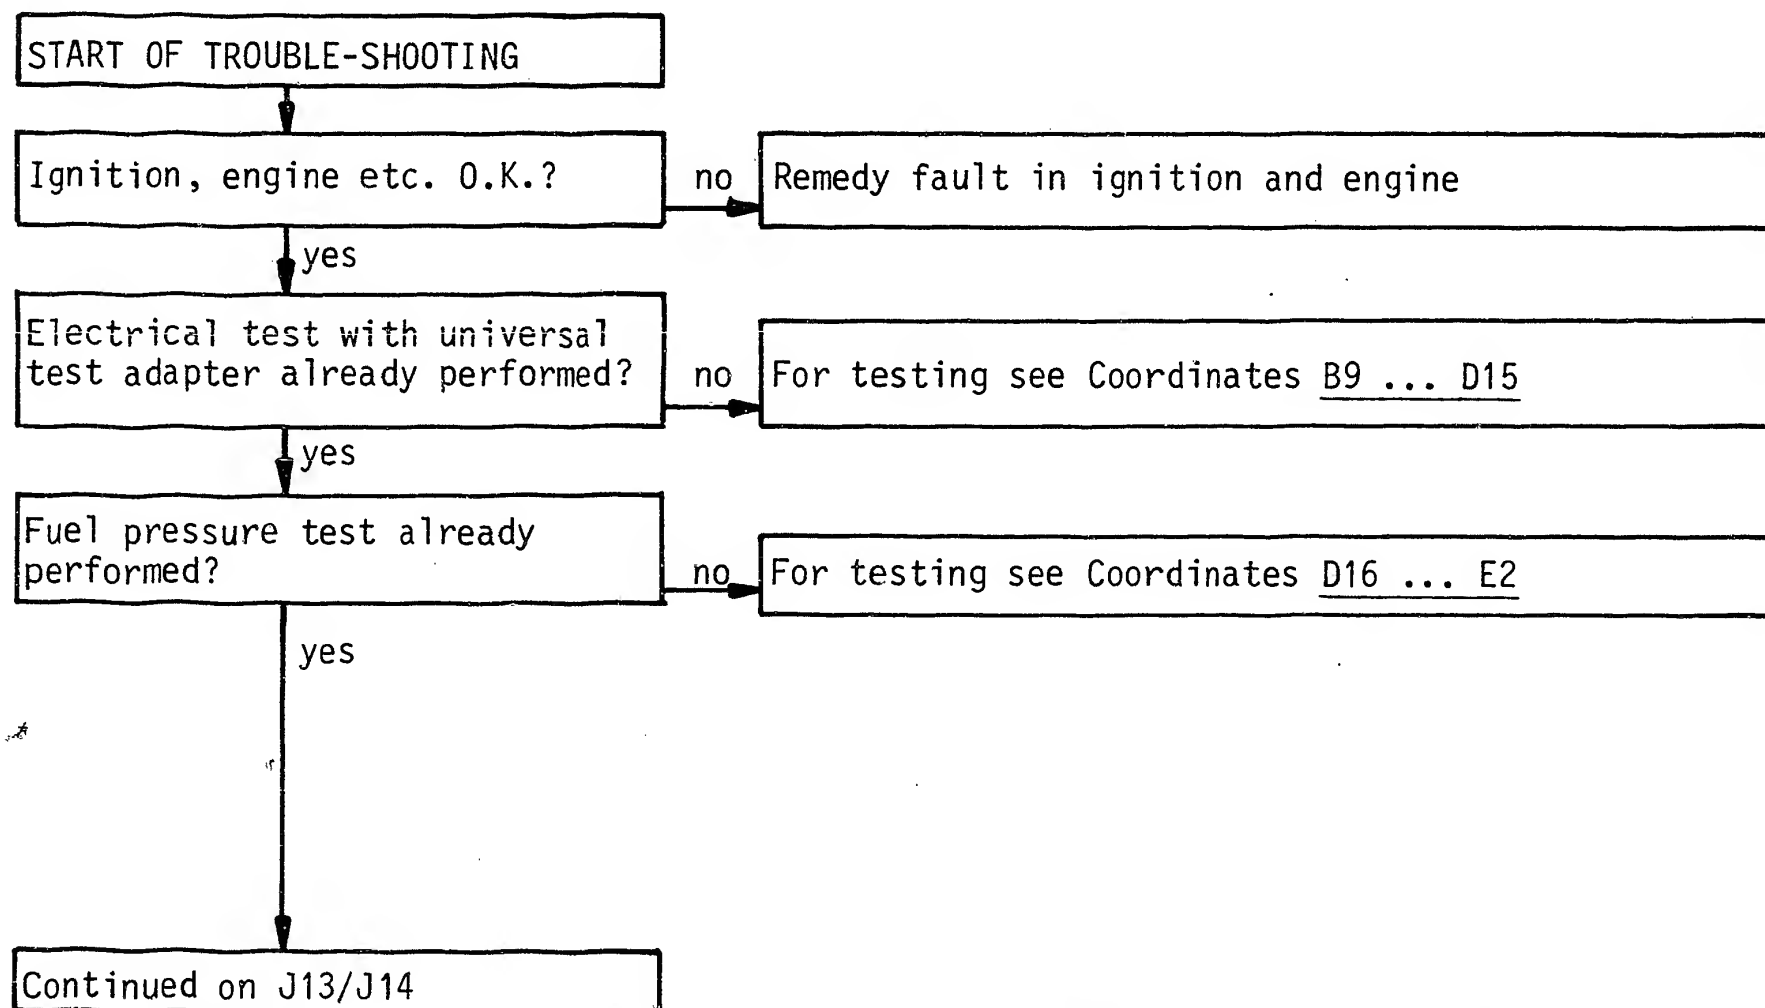 START OF TROUBLE-SHOOTING
Ignition, engine etc. O.K.?
no
Remedy fault in ignition and engine
yes
Electrical test with universal
test adapter already performed?
no
For testing see Coordinates B9 ... D15
yes
Fuel pressure test already
performed?
no
For testing see Coordinates D16 ... E2
yes
Continued on J13/J14